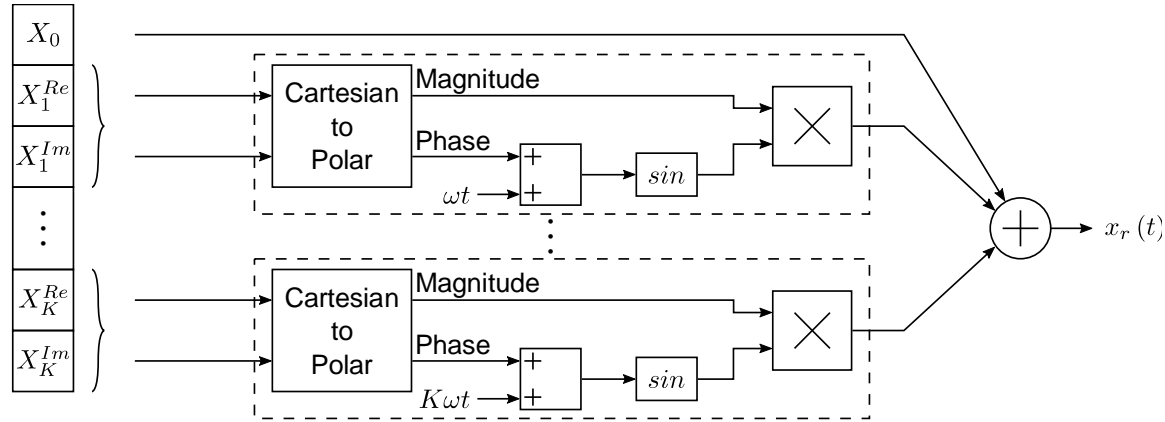 X_0
X_1^{Re}
X_1^{Im}
⋮
X_K^{Re}
X_K^{Im}
Cartesian
to
Polar
Magnitude
Phase
ωt
+
+
sin
×
⋮
Cartesian
to
Polar
Magnitude
Phase
Kωt
+
+
sin
×
+
x_r (t)